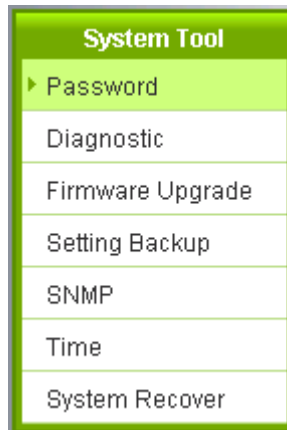 System Tool
Password
Diagnostic
Firmware Upgrade
Setting Backup
SNMP
Time
System Recover